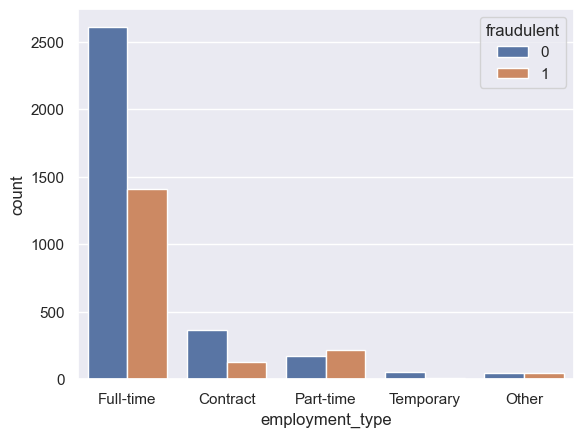 fraudulent
0
1
2500
2000
1500
1000
500
0
count
Full-time Contract Part-time Temporary Other
employment_type